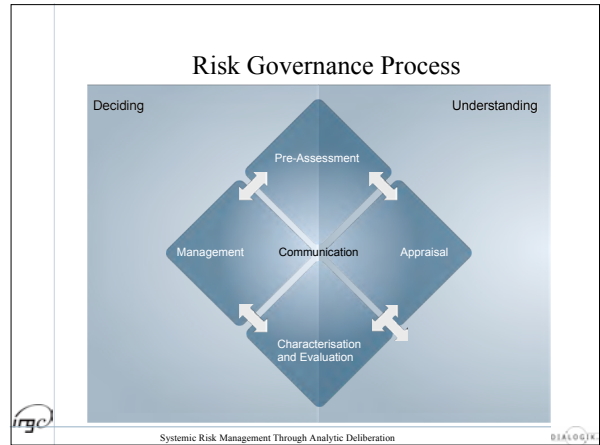 Risk Governance Process
Deciding
Understanding
Pre-Assessment
Management
Communication
Appraisal
Characterisation
and Evaluation
irgc
Systemic Risk Management Through Analytic Deliberation
DIALOGIK